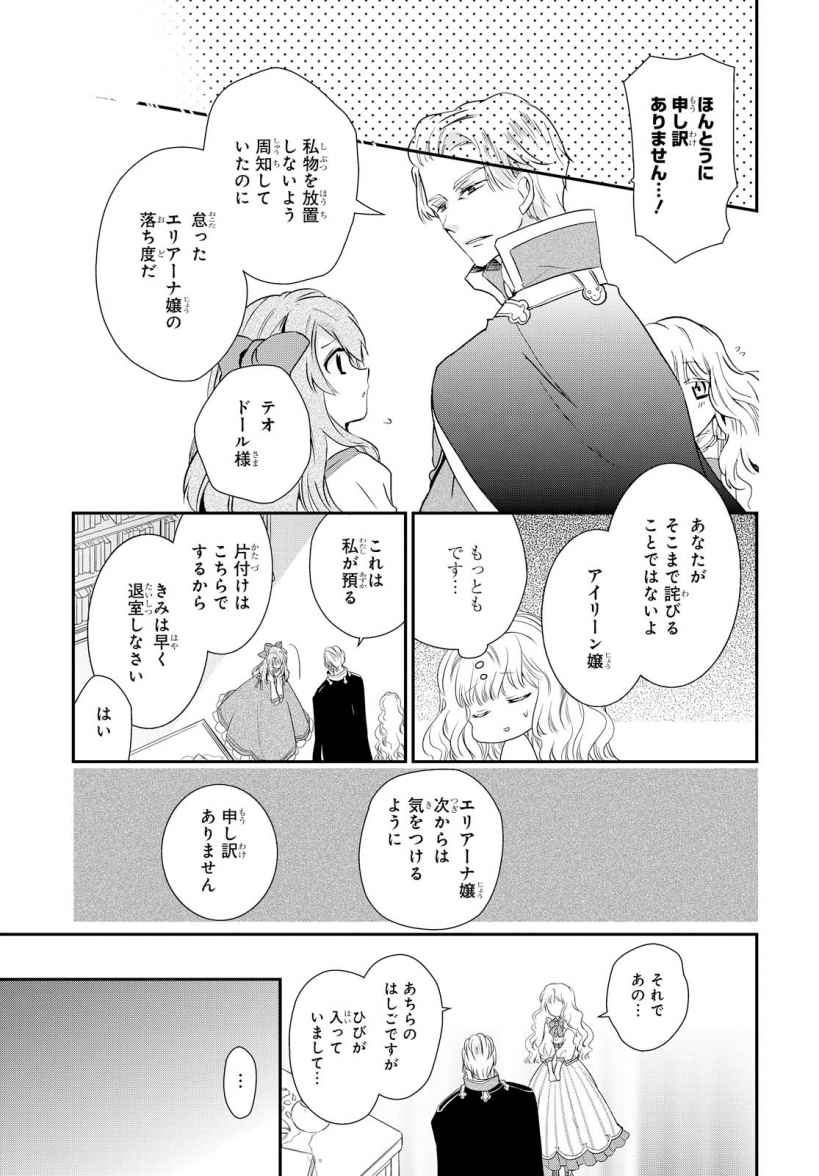 ほんとうに
申し訳
ありません…！
私物を放置
しないよう
周知して
いたのに
怠った
エリアーナ嬢の
落ち度だ
テオ
ドール様
あなたが
そこまで詫びる
ことではないよ
アイリーン嬢
もっとも
です…
これは
私が預る
片付けは
こちらで
するから
きみは早く
退室しなさい
はい
エリアーナ嬢
次からは
気をつける
ように
申し訳
ありません
それで
あの…
あちらの
はしごですが
ひびが
入って
いまして…
…